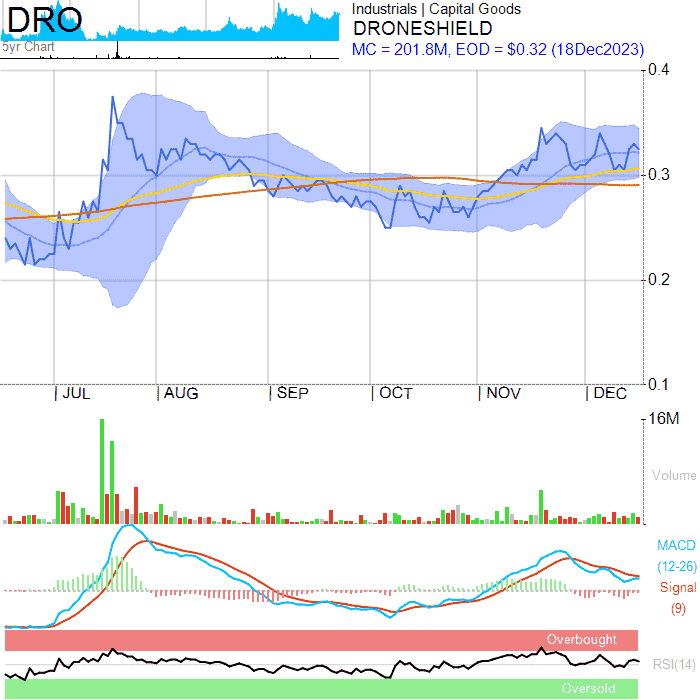 DRO
5yr Chart
Industrials | Capital Goods
DRONESHIELD
MC = 201.8M, EOD = $0.32 (18Dec2023)
0.4
0.3
0.2
0.1
JUL AUG SEP OCT NOV DEC
16M
Volume
MACD
(12-26)
Signal
(9)
Overbought
RSI(14)
Oversold